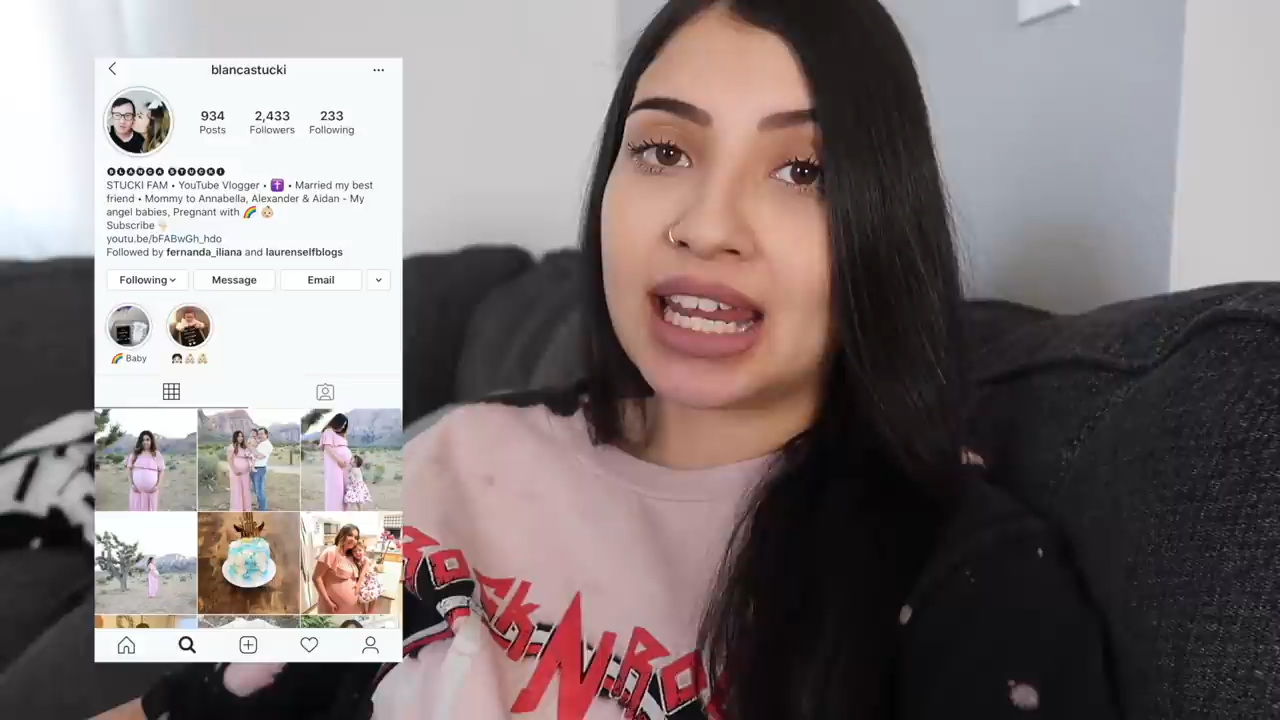 blancastucki
934
2,433
233
Posts
Followers
Following
🅑🅛🅐🅝🅒🅐 🅢🅣🅤🅒🅚🅘
STUCKI FAM • YouTube Vlogger • ✝️ • Married my best
friend • Mommy to Annabella, Alexander & Aidan - My
angel babies, Pregnant with 🌈 👶🏼
Subscribe 👇🏻
youtu.be/bFABwGh_hdo
Followed by fernanda_iliana and laurenselfblogs
Following
Message
Email
🌈 Baby
👧🏻👶🏼👶🏼
ROCK-N-RO